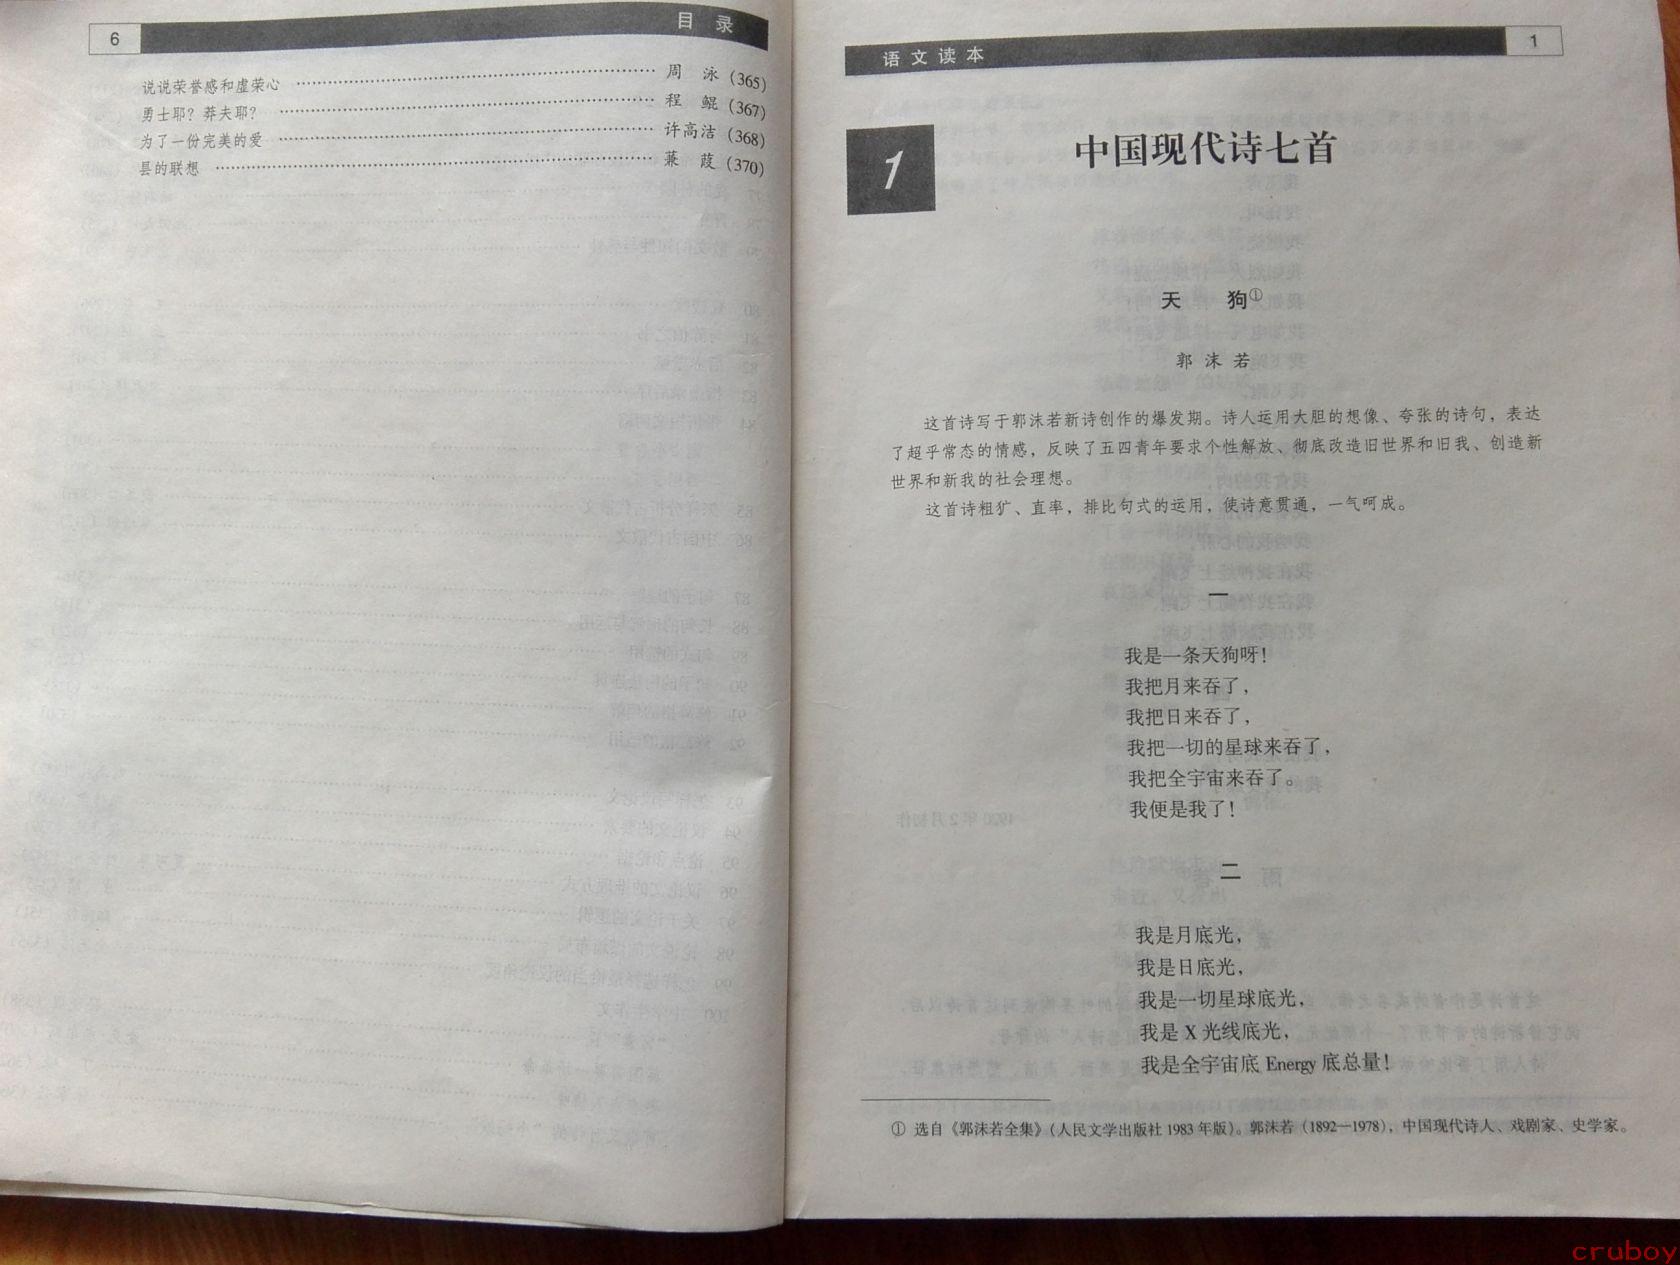 6
目 录
说说荣誉感和虚荣心 …… 周 泳 (365)
勇士耶？莽夫耶？ …… 程 鲲 (367)
为了一份完美的爱 …… 许高洁 (368)
昙的联想 …… 蒹 葭 (370)
语文读本
1
1
中国现代诗七首
天 狗①
郭 沫 若
这首诗写于郭沫若新诗创作的爆发期。诗人运用大胆的想像、夸张的诗句，表达
了超乎常态的情感，反映了五四青年要求个性解放、彻底改造旧世界和旧我、创造新
世界和新我的社会理想。
这首诗粗犷、直率，排比句式的运用，使诗意贯通，一气呵成。
一
我是一条天狗呀！
我把月来吞了，
我把日来吞了，
我把一切的星球来吞了，
我把全宇宙来吞了。
我便是我了！
二
我是月底光，
我是日底光，
我是一切星球底光，
我是 X 光线底光，
我是全宇宙底 Energy 底总量！
① 选自《郭沫若全集》（人民文学出版社 1983 年版）。郭沫若（1892—1978），中国现代诗人、戏剧家、史学家。
cruboy